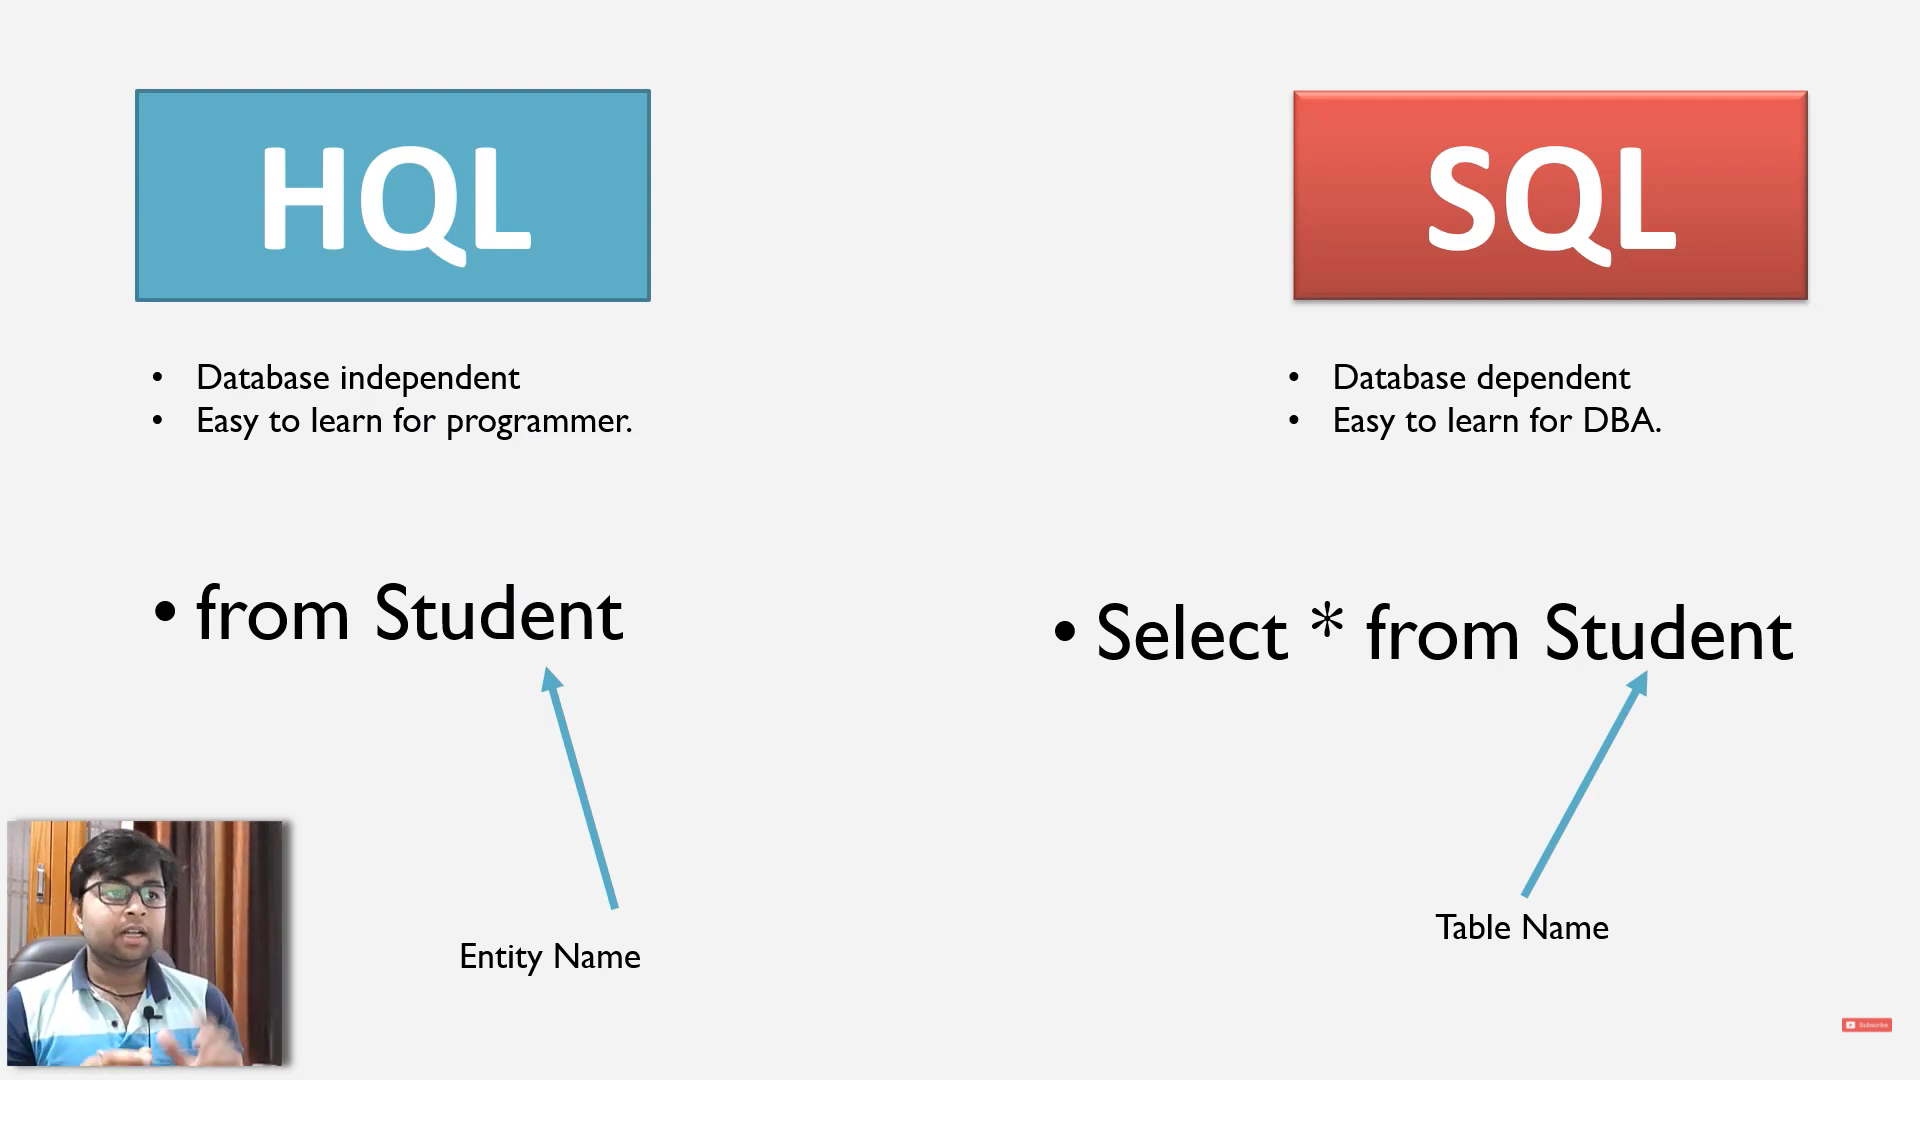 HQL
• Database independent
• Easy to learn for programmer.
• from Student
Entity Name
SQL
• Database dependent
• Easy to learn for DBA.
• Select * from Student
Table Name
Subscribe